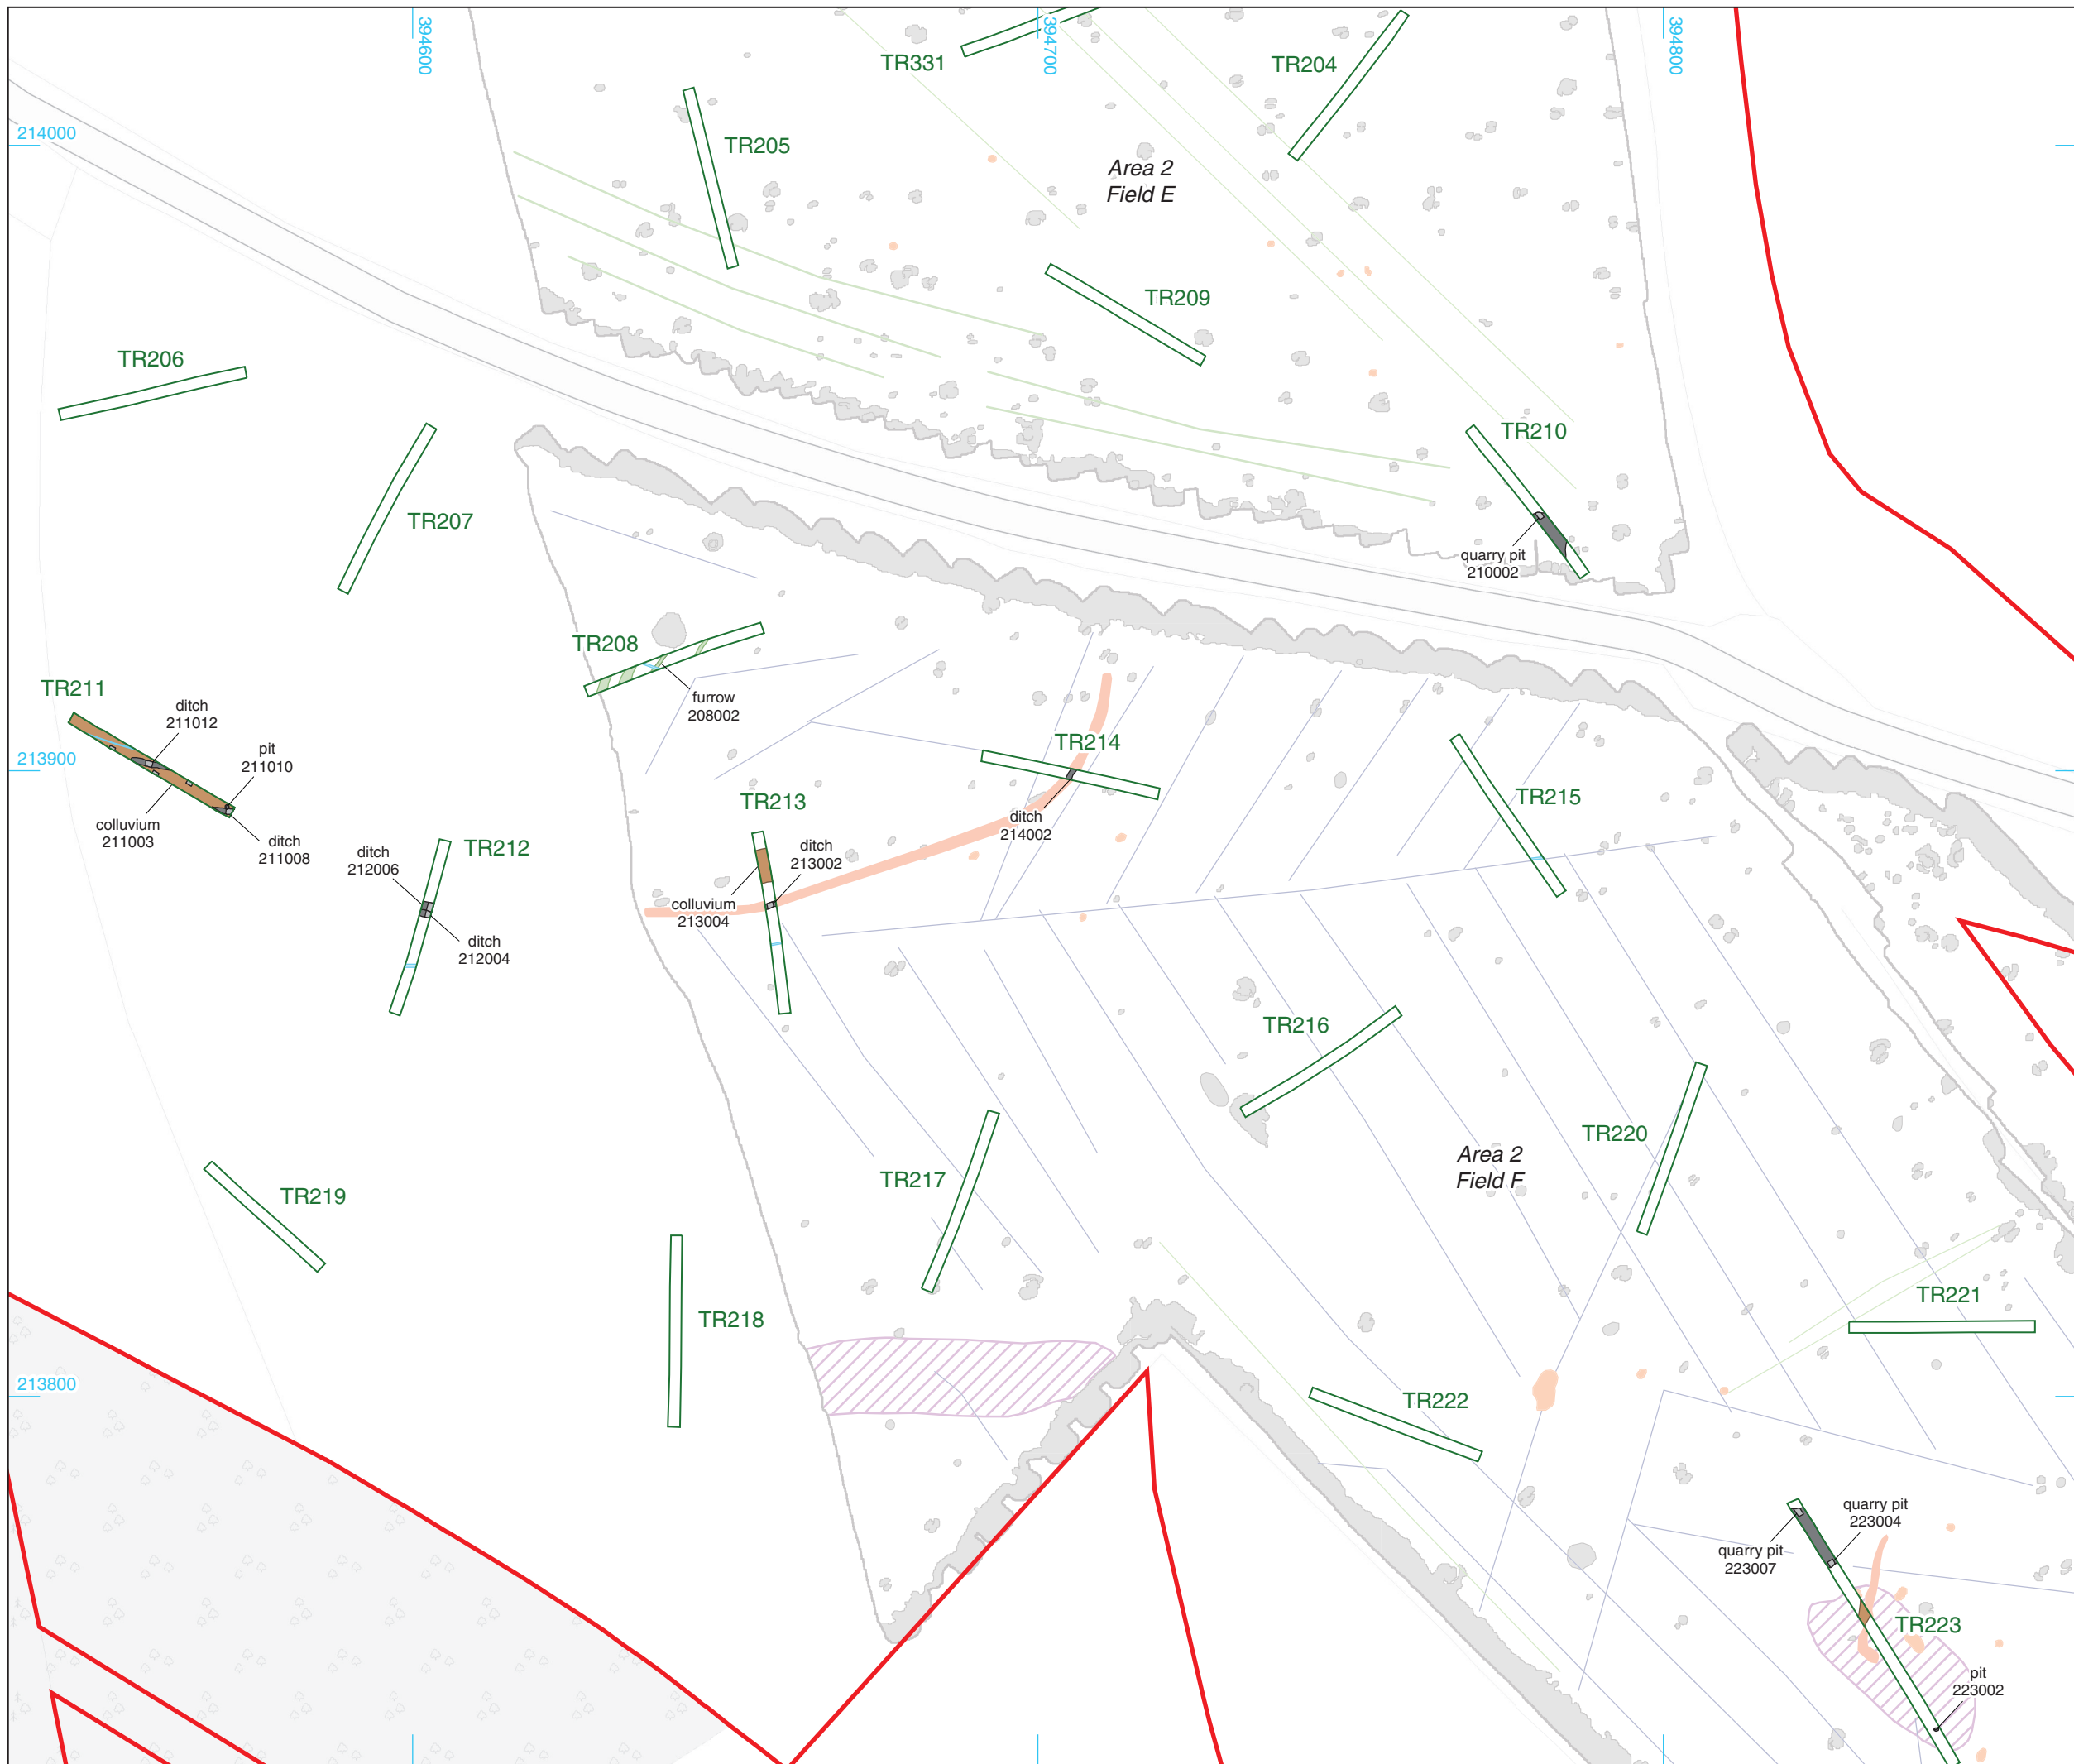 394600
394700
394800
TR331
TR204
214000
TR205
Area 2
Field E
TR209
TR206
TR210
TR207
quarry pit
210002
TR208
furrow
208002
TR211
ditch
211012
pit
211010
213900
colluvium
211003
ditch
211008
TR214
ditch
214002
TR215
TR213
ditch
213002
colluvium
213004
TR212
ditch
212006
ditch
212004
TR216
TR220
Area 2
Field F
TR217
TR219
TR218
TR221
213800
TR222
quarry pit
223004
quarry pit
223007
TR223
pit
223002